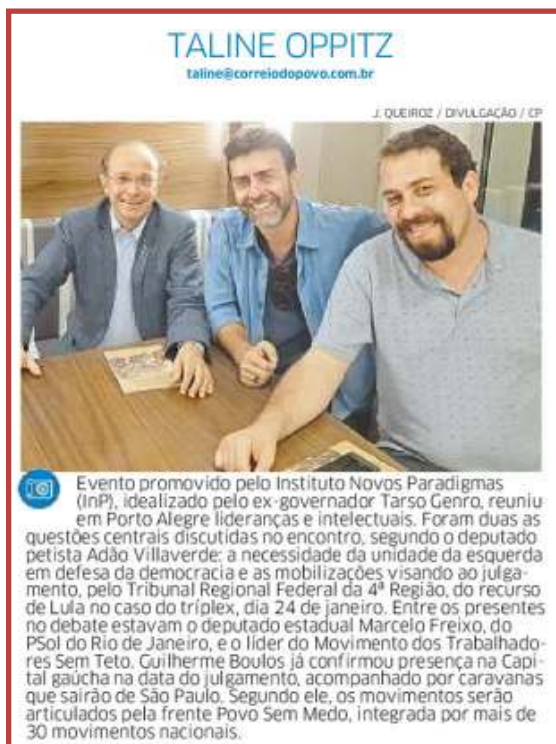 TALINE OPPITZ
taline@correiodopovo.com.br
J. QUEIROZ / DIVULGAÇÃO / CP
Evento promovido pelo Instituto Novos Paradigmas
(InP), idealizado pelo ex-governador Tarso Genro, reuniu
em Porto Alegre lideranças e intelectuais. Foram duas as
questões centrais discutidas no encontro, segundo o deputado
petista Adão Villaverde: a necessidade da unidade da esquerda
em defesa da democracia e as mobilizações visando ao julga-
mento, pelo Tribunal Regional Federal da 4ª Região, do recurso
de Lula no caso do tríplex, dia 24 de janeiro. Entre os presentes
no debate estavam o deputado estadual Marcelo Freixo, do
PSol do Rio de Janeiro, e o líder do Movimento dos Trabalhado-
res Sem Teto. Guilherme Boulos já confirmou presença na Capi-
tal gaúcha na data do julgamento, acompanhado por caravanas
que sairão de São Paulo. Segundo ele, os movimentos serão
articulados pela frente Povo Sem Medo, integrada por mais de
30 movimentos nacionais.